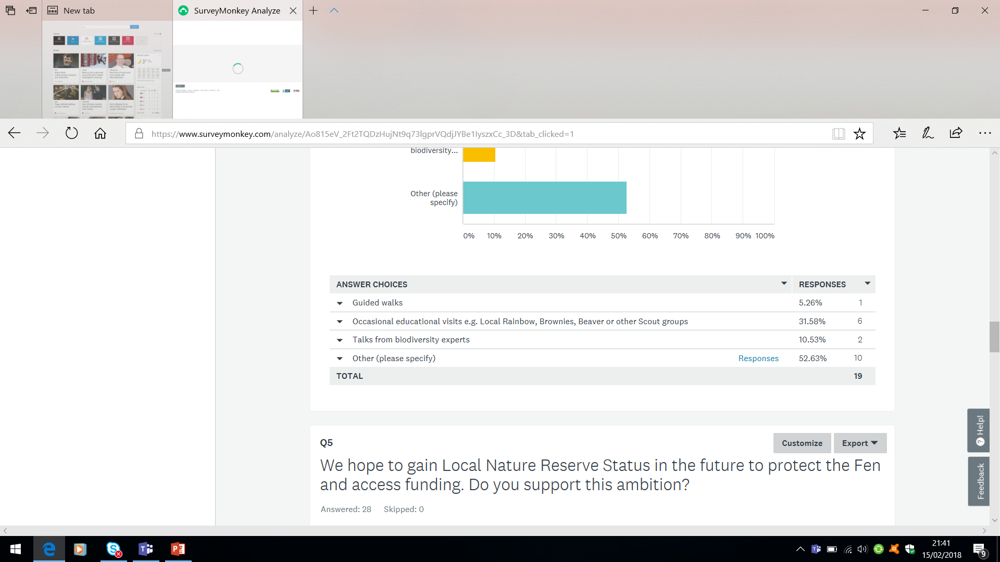 New tab
SurveyMonkey Analyze
https://www.surveymonkey.com/analyze/Ao815eV_2Ft2TQDzHujNt9q73lgprVQdjJYBe1IyszxCc_3D&tab_clicked=1
biodiversity...
Other (please
specify)
0% 10% 20% 30% 40% 50% 60% 70% 80% 90% 100%
ANSWER CHOICES RESPONSES
Guided walks 5.26% 1
Occasional educational visits e.g. Local Rainbow, Brownies, Beaver or other Scout groups 31.58% 6
Talks from biodiversity experts 10.53% 2
Other (please specify) Responses 52.63% 10
TOTAL 19
Help!
Q5
Customize Export
We hope to gain Local Nature Reserve Status in the future to protect the Fen
and access funding. Do you support this ambition?
Feedback
Answered: 28 Skipped: 0
21:41
15/02/2018
9